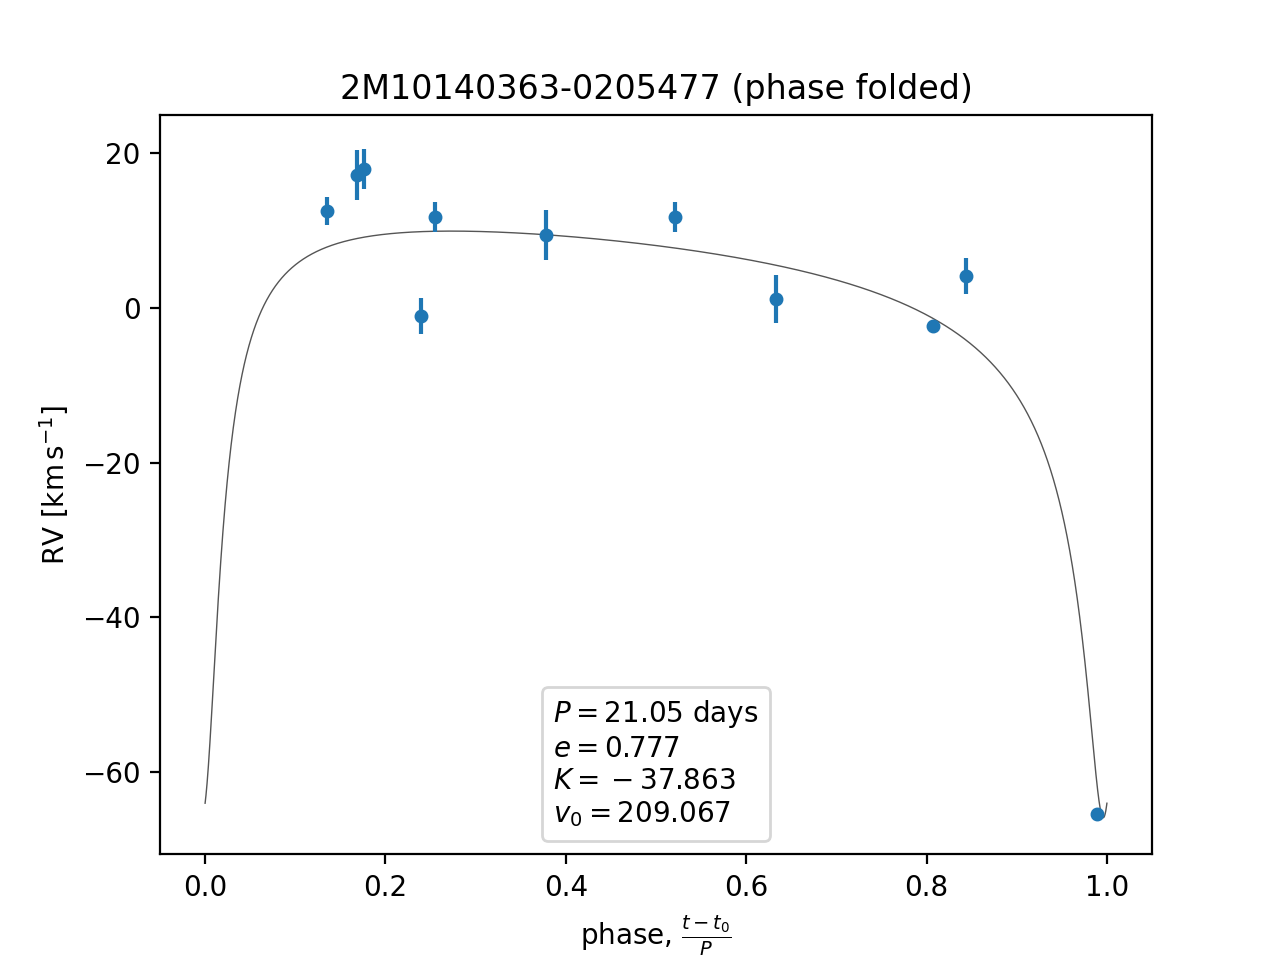 2M10140363-0205477 (phase folded)
20
0
−20
−40
−60
RV [km s⁻¹]
P = 21.05 days
e = 0.777
K = − 37.863
v₀ = 209.067
0.0 0.2 0.4 0.6 0.8 1.0
phase, (t − t₀)/P